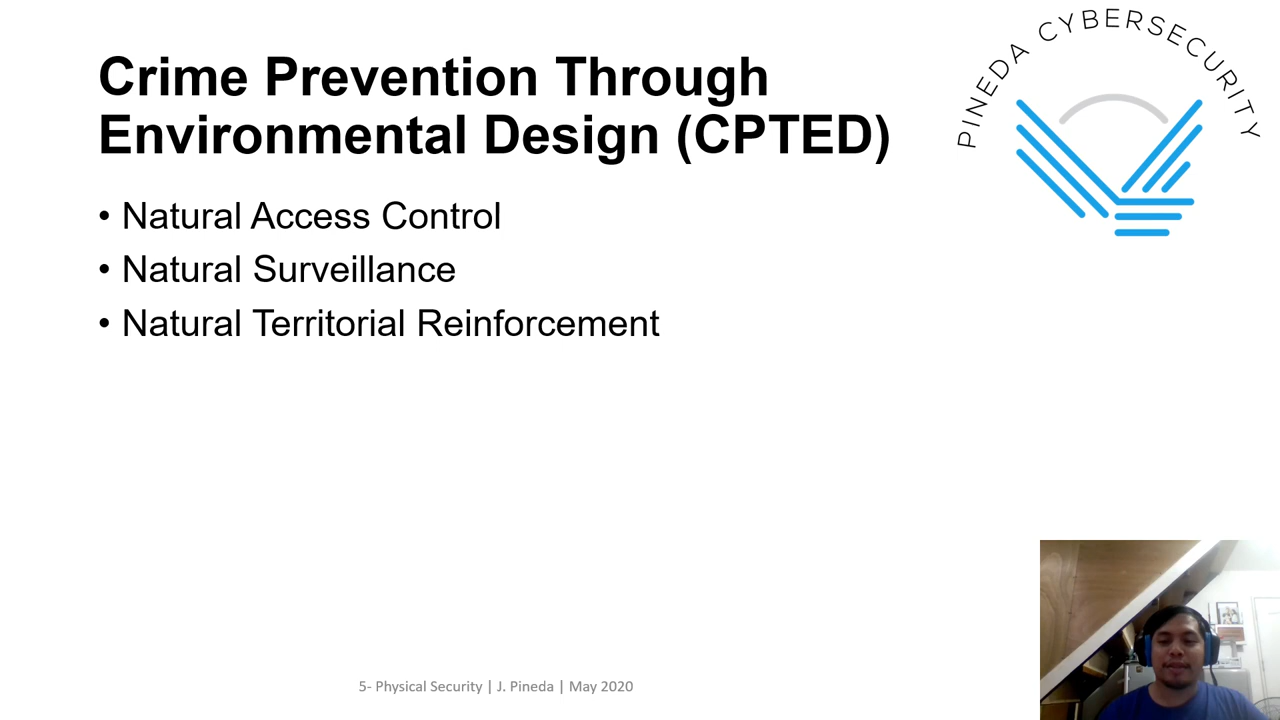 Crime Prevention Through
Environmental Design (CPTED)
PINEDA CYBERSECURITY
• Natural Access Control
• Natural Surveillance
• Natural Territorial Reinforcement
5- Physical Security | J. Pineda | May 2020